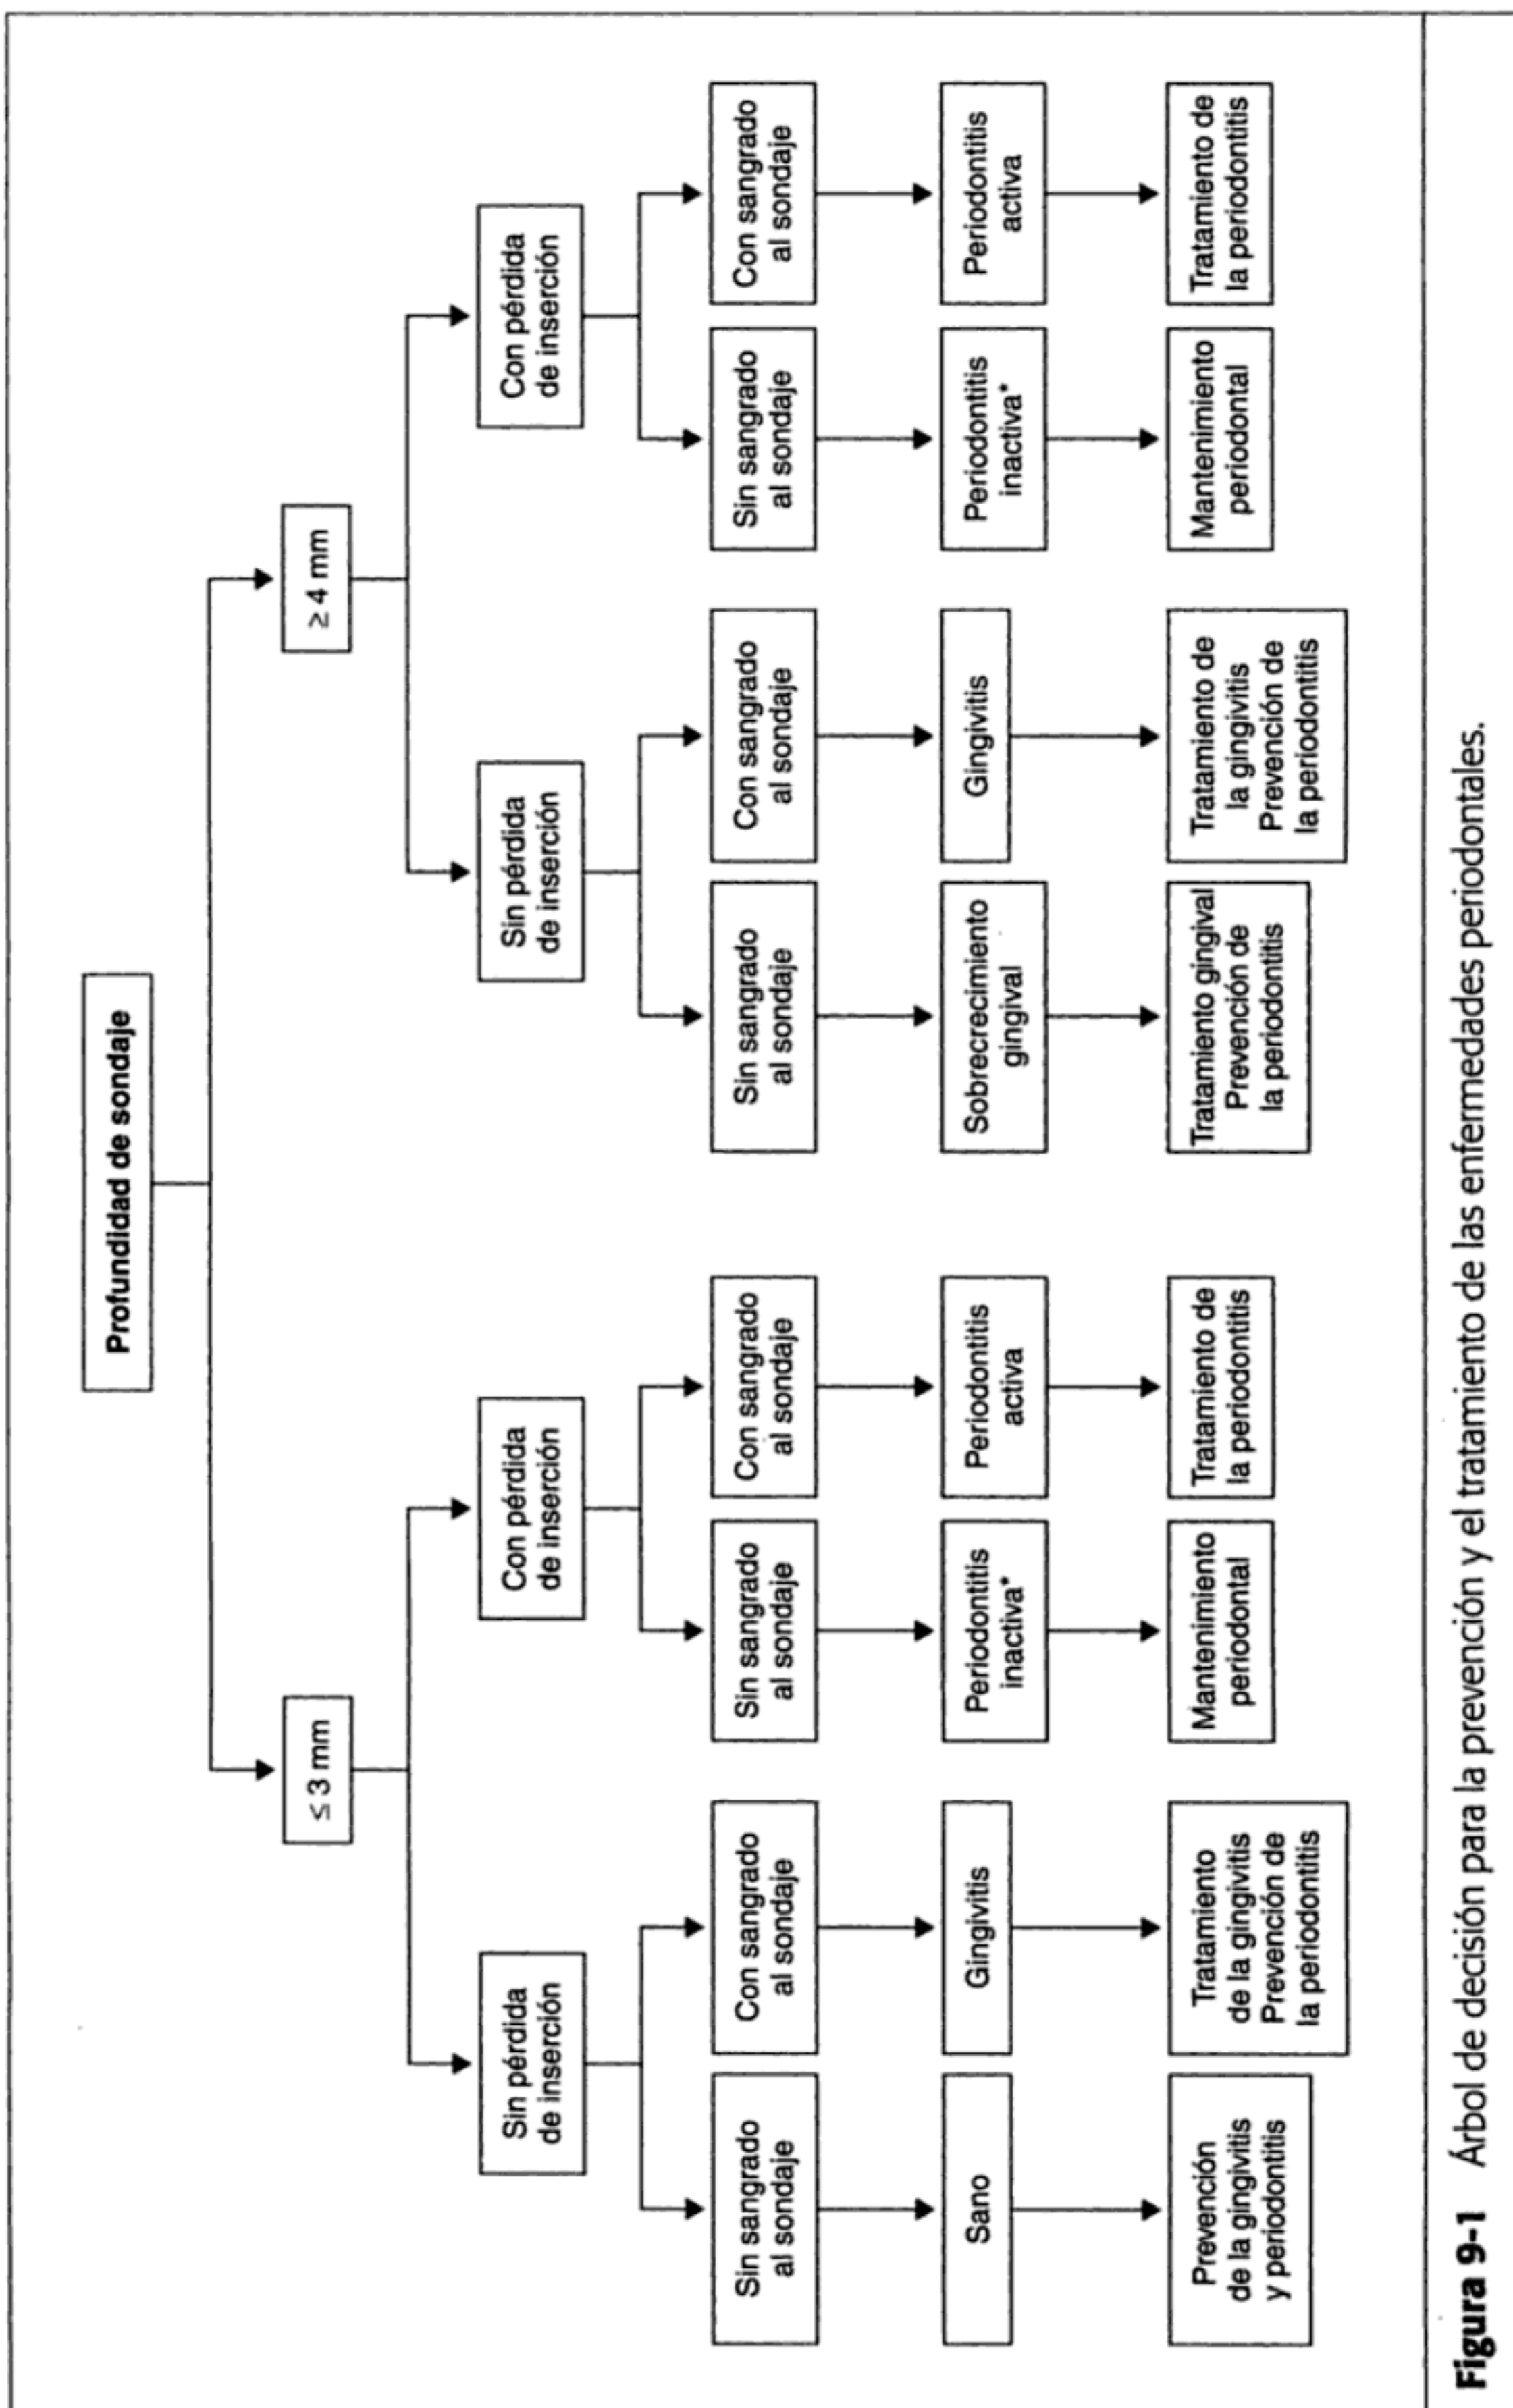 Profundidad de sondaje
≤ 3 mm
≥ 4 mm
Sin pérdida
de inserción
Con pérdida
de inserción
Sin pérdida
de inserción
Con pérdida
de inserción
Sin sangrado
al sondaje
Con sangrado
al sondaje
Sin sangrado
al sondaje
Con sangrado
al sondaje
Sin sangrado
al sondaje
Con sangrado
al sondaje
Sin sangrado
al sondaje
Con sangrado
al sondaje
Sano
Gingivitis
Periodontitis
inactiva*
Periodontitis
activa
Sobrecrecimiento
gingival
Gingivitis
Periodontitis
inactiva*
Periodontitis
activa
Prevención
de la gingivitis
y periodontitis
Tratamiento
de la gingivitis
Prevención de
la periodontitis
Mantenimiento
periodontal
Tratamiento de
la periodontitis
Tratamiento gingival
Prevención de
la periodontitis
Tratamiento de
la gingivitis
Prevención de
la periodontitis
Mantenimiento
periodontal
Tratamiento de
la periodontitis
Figura 9-1 Árbol de decisión para la prevención y el tratamiento de las enfermedades periodontales.